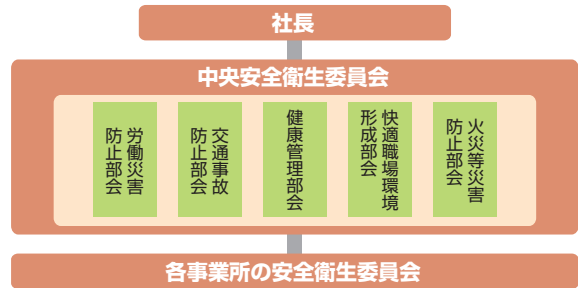 社長
中央安全衛生委員会
労働災害
防止部会
交通事故
防止部会
健康管理部会
快適職場環境
形成部会
火災等災害
防止部会
各事業所の安全衛生委員会